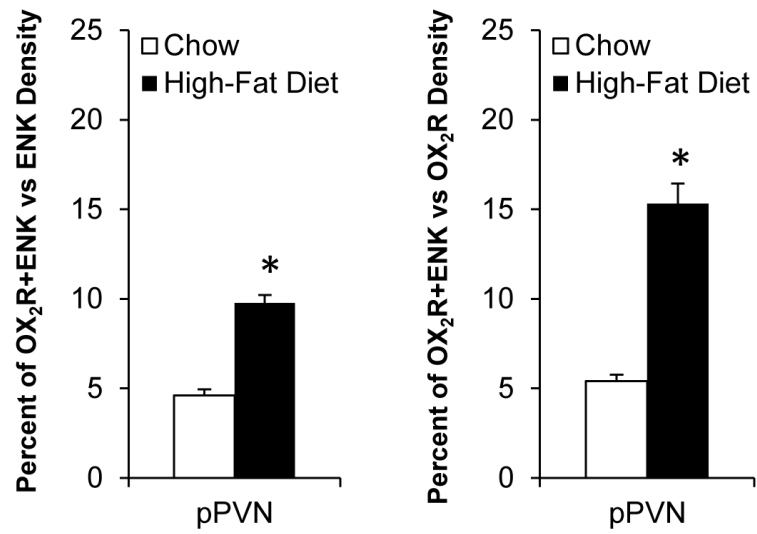 Percent of OX₂R+ENK vs ENK Density
25
20
15
10
5
0
Chow
High-Fat Diet
*
pPVN
Percent of OX₂R+ENK vs OX₂R Density
25
20
15
10
5
0
Chow
High-Fat Diet
*
pPVN